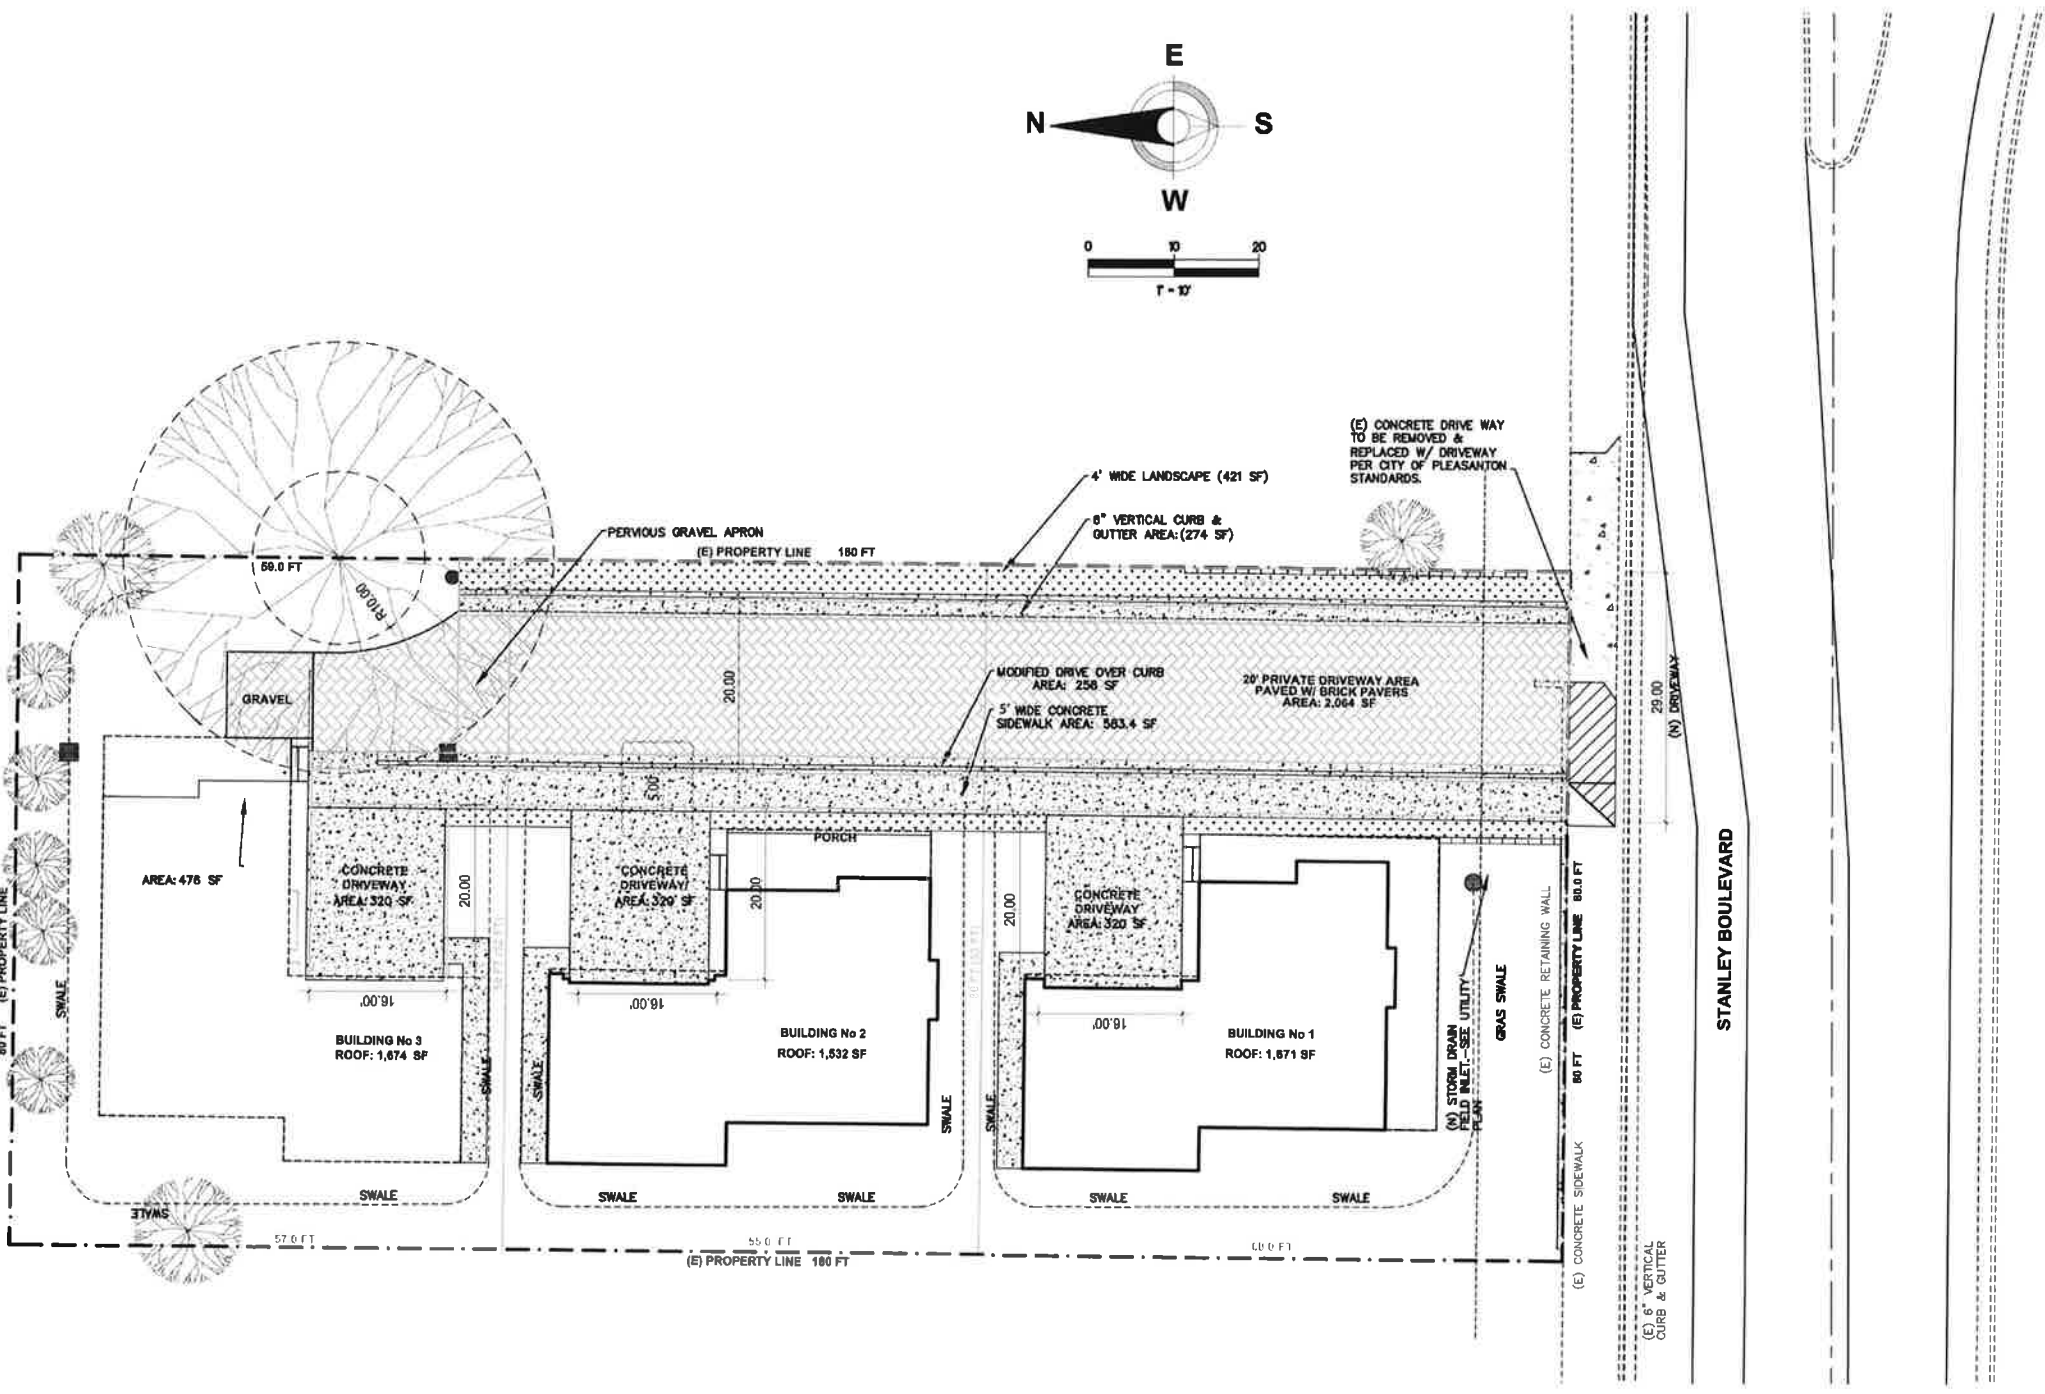 E
N
S
W
0 10 20
1" = 10'
(E) CONCRETE DRIVE WAY
TO BE REMOVED &
REPLACED W/ DRIVEWAY
PER CITY OF PLEASANTON
STANDARDS.
4' WIDE LANDSCAPE (421 SF)
6" VERTICAL CURB &
GUTTER AREA:(274 SF)
PERVIOUS GRAVEL APRON
(E) PROPERTY LINE 180 FT
59.0 FT
R10.00
GRAVEL
20.00
MODIFIED DRIVE OVER CURB
AREA: 258 SF
5' WIDE CONCRETE
SIDEWALK AREA: 583.4 SF
20' PRIVATE DRIVEWAY AREA
PAVED W/ BRICK PAVERS
AREA: 2,064 SF
29.00
(N) DRIVEWAY
5.00
PORCH
AREA: 476 SF
CONCRETE
DRIVEWAY
AREA: 320 SF
20.00
CONCRETE
DRIVEWAY
AREA: 320 SF
20.00
20.00
CONCRETE
DRIVEWAY
AREA: 320 SF
16.00'
16.00'
16.00'
BUILDING No 3
ROOF: 1,674 SF
BUILDING No 2
ROOF: 1,532 SF
BUILDING No 1
ROOF: 1,671 SF
80 FT (E) PROPERTY LINE
SWALE
SWALE
SWALE
SWALE
SWALE
(N) STORM DRAIN
FIELD INLET.-SEE UTILITY
PLAN
GRAS SWALE
(E) CONCRETE RETAINING WALL
80 FT (E) PROPERTY LINE 80.0 FT
STANLEY BOULEVARD
SWALE
SWALE
SWALE
SWALE
SWALE
SWALE
57.0 FT
55.0 FT
(E) PROPERTY LINE 180 FT
(E) CONCRETE SIDEWALK
(E) 6" VERTICAL
CURB & GUTTER